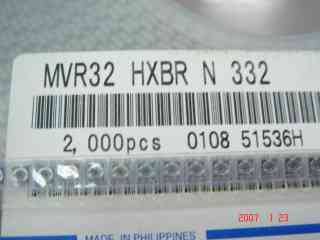 MVR32 HXBR N 332
2,000pcs 0108 51536H
MADE IN PHILIPPINES
2007 1 23